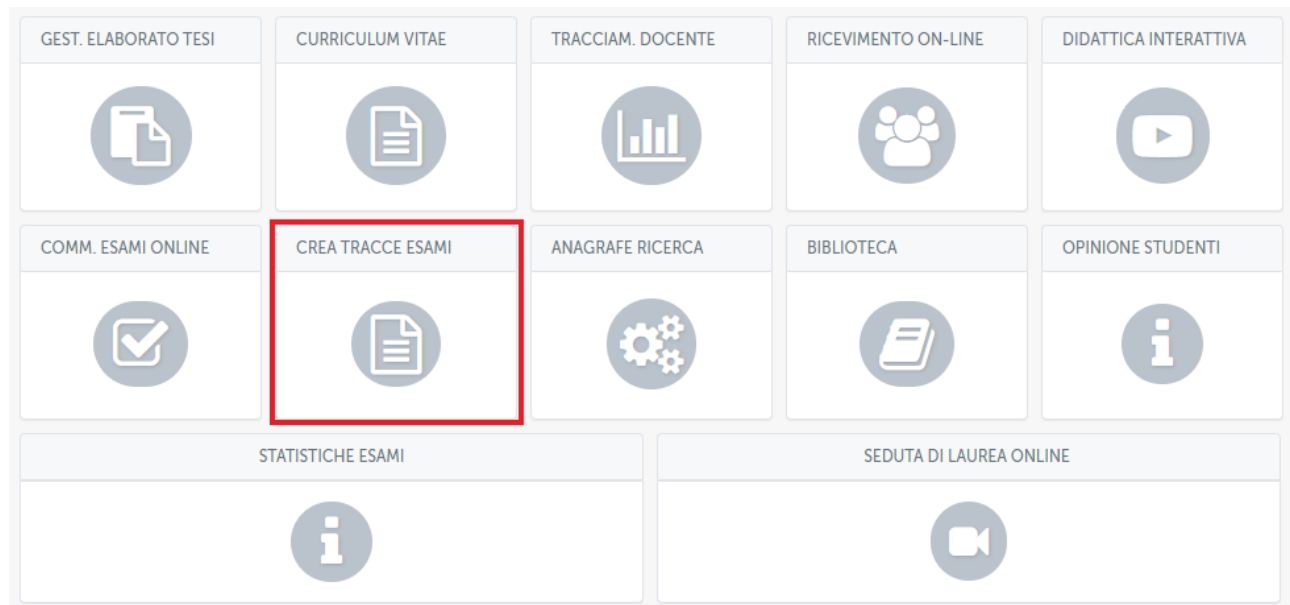 GEST. ELABORATO TESI
CURRICULUM VITAE
TRACCIAM. DOCENTE
RICEVIMENTO ON-LINE
DIDATTICA INTERATTIVA
COMM. ESAMI ONLINE
CREA TRACCE ESAMI
ANAGRAFE RICERCA
BIBLIOTECA
OPINIONE STUDENTI
STATISTICHE ESAMI
SEDUTA DI LAUREA ONLINE